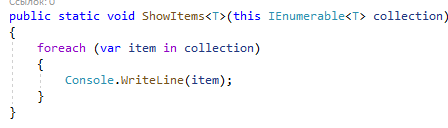 Ссылок: 0
public static void ShowItems<T>(this IEnumerable<T> collection)
{
foreach (var item in collection)
{
Console.WriteLine(item);
}
}